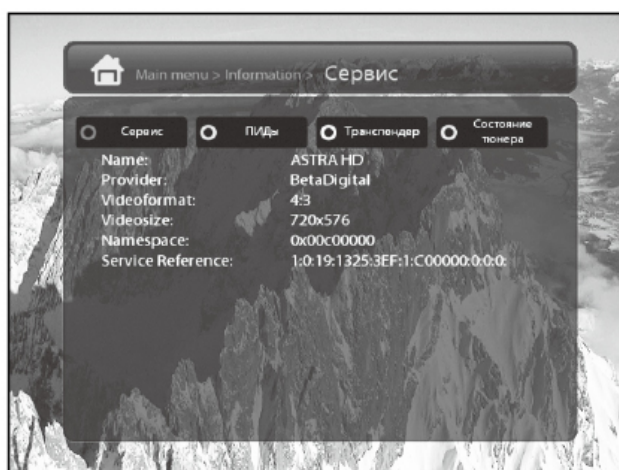 Main menu > Information > Сервис
Сервис ПИДы Транспондер Состояние тюнера
Name: ASTRA HD
Provider: BetaDigital
Videoformat: 4:3
Videosize: 720x576
Namespace: 0x00c00000
Service Reference: 1:0:19:1325:3EF:1:C00000:0:0:0: